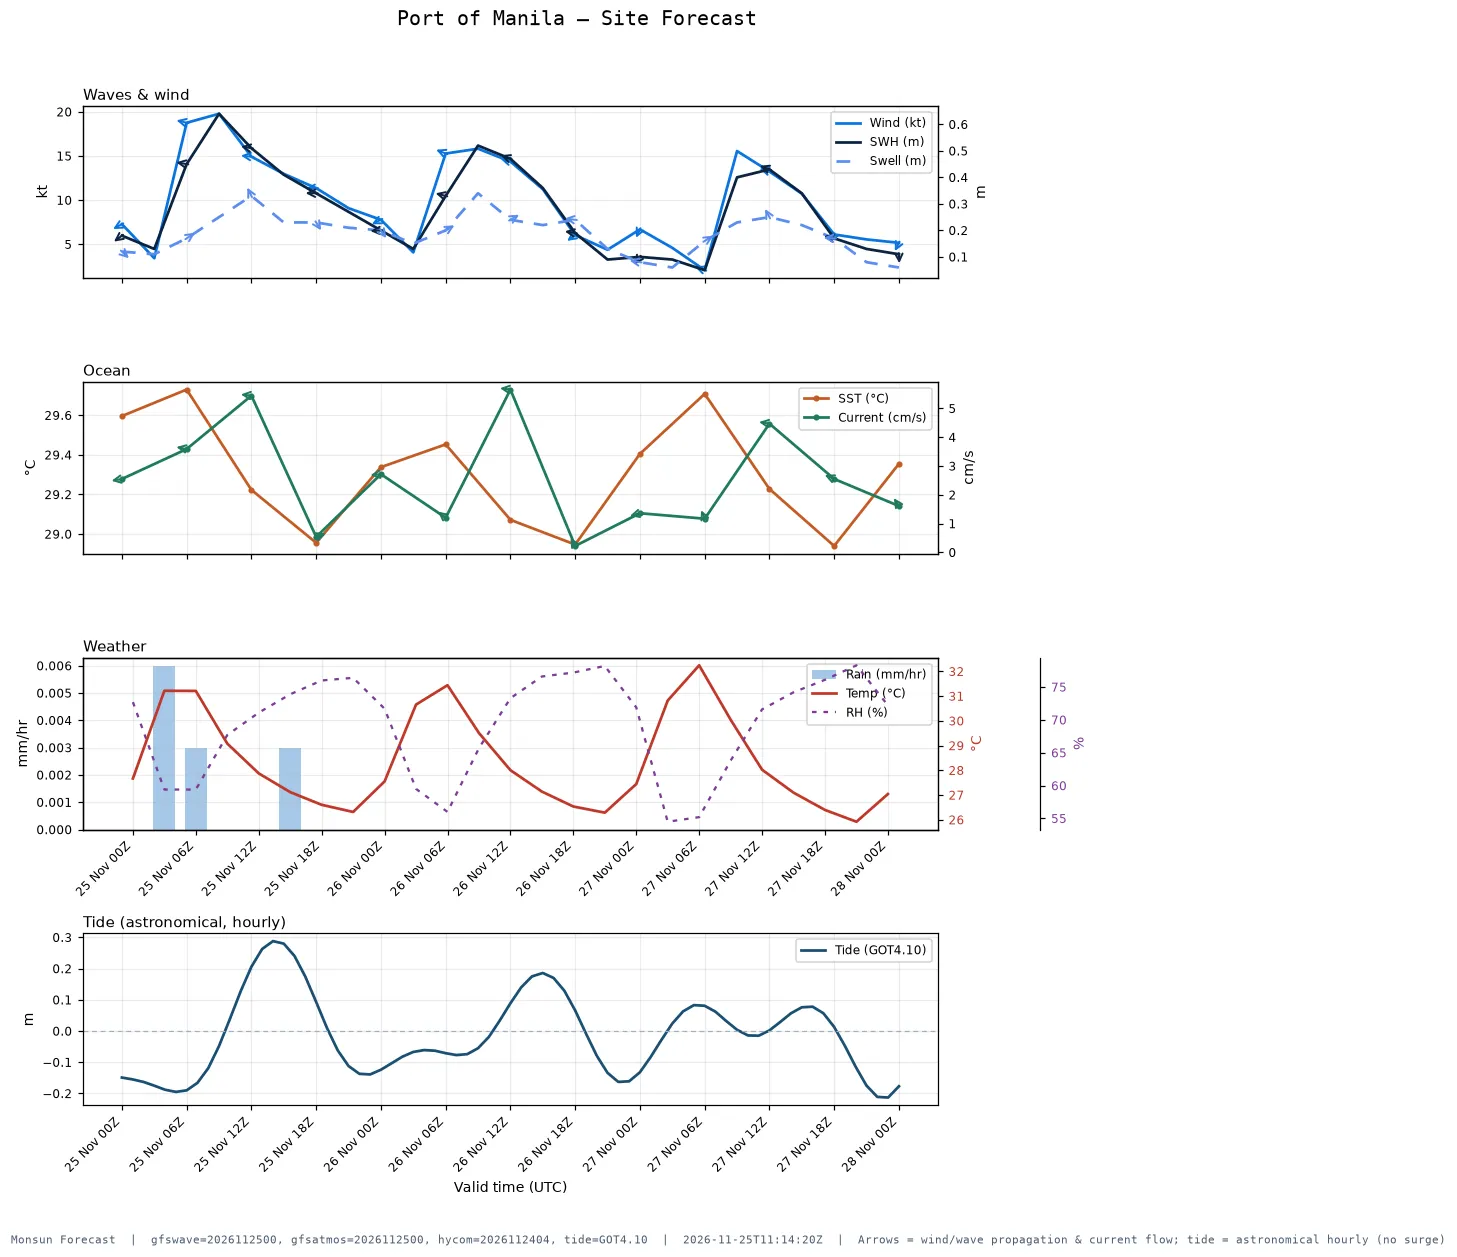 Port of Manila — Site Forecast
Waves & wind
20
15
10
5
kt
0.6
0.5
0.4
0.3
0.2
0.1
m
Wind (kt)
SWH (m)
Swell (m)
Ocean
29.6
29.4
29.2
29.0
°C
5
4
3
2
1
0
cm/s
SST (°C)
Current (cm/s)
Weather
0.006
0.005
0.004
0.003
0.002
0.001
0.000
mm/hr
32
31
30
29
28
27
26
°C
75
70
65
60
55
%
Rain (mm/hr)
Temp (°C)
RH (%)
25 Nov 00Z
25 Nov 06Z
25 Nov 12Z
25 Nov 18Z
26 Nov 00Z
26 Nov 06Z
26 Nov 12Z
26 Nov 18Z
27 Nov 00Z
27 Nov 06Z
27 Nov 12Z
27 Nov 18Z
28 Nov 00Z
Tide (astronomical, hourly)
0.3
0.2
0.1
0.0
−0.1
−0.2
m
Tide (GOT4.10)
25 Nov 00Z
25 Nov 06Z
25 Nov 12Z
25 Nov 18Z
26 Nov 00Z
26 Nov 06Z
26 Nov 12Z
26 Nov 18Z
27 Nov 00Z
27 Nov 06Z
27 Nov 12Z
27 Nov 18Z
28 Nov 00Z
Valid time (UTC)
Monsun Forecast | gfswave=2026112500, gfsatmos=2026112500, hycom=2026112404, tide=GOT4.10 | 2026-11-25T11:14:20Z | Arrows = wind/wave propagation & current flow; tide = astronomical hourly (no surge)